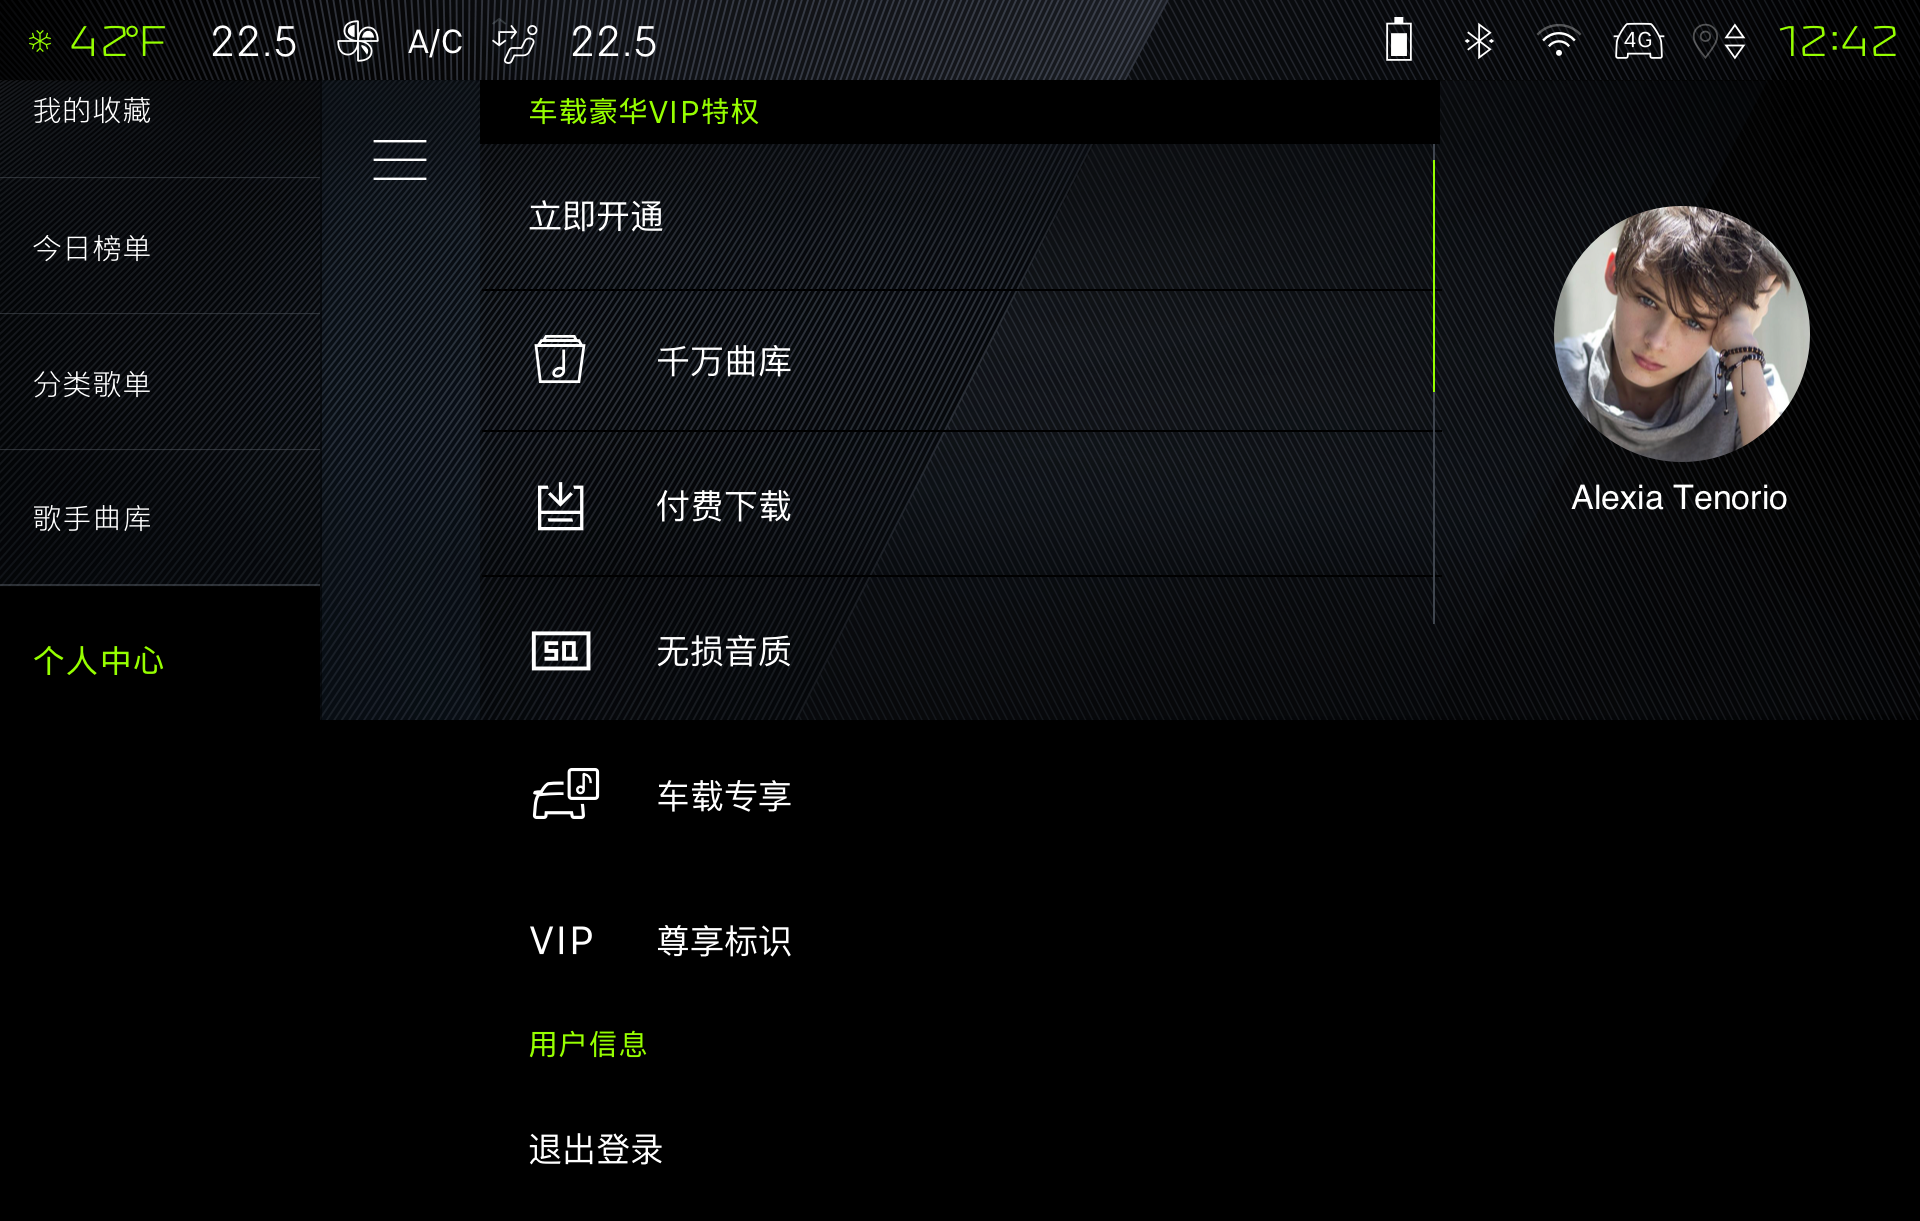 42°F 22.5 A/C 22.5 4G 12:42
我的收藏
今日榜单
分类歌单
歌手曲库
个人中心
车载豪华VIP特权
立即开通
千万曲库
付费下载
SQ 无损音质
车载专享
VIP 尊享标识
用户信息
退出登录
Alexia Tenorio